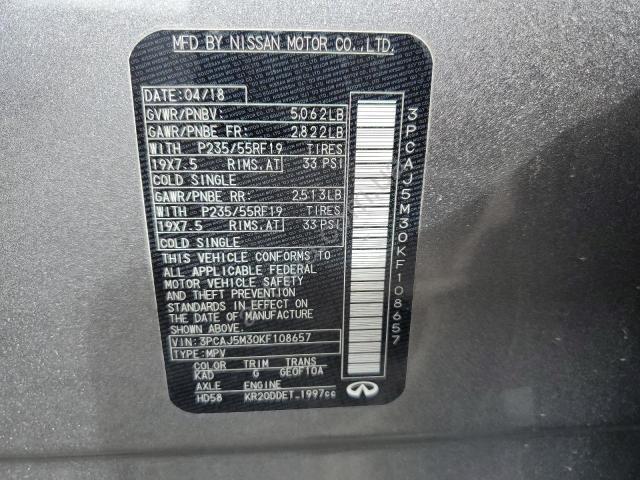 MFD BY NISSAN MOTOR CO.,LTD.
DATE: 04/18
GVWR/PNBV: 5,062LB
GAWR/PNBE FR: 2,822LB
WITH P235/55RF19 TIRES
19X7.5 RIMS.AT 33 PSI
COLD SINGLE
GAWR/PNBE RR: 2,513LB
WITH P235/55RF19 TIRES
19X7.5 RIMS.AT 33 PSI
COLD SINGLE
THIS VEHICLE CONFORMS TO
ALL APPLICABLE FEDERAL
MOTOR VEHICLE SAFETY
AND THEFT PREVENTION
STANDARDS IN EFFECT ON
THE DATE OF MANUFACTURE
SHOWN ABOVE.
VIN: 3PCAJ5M30KF108657
TYPE: MPV
COLOR TRIM TRANS
KAD G GE0F10A
AXLE ENGINE
HD58 KR20DDET 1997cc
3PCAJ5M30KF108657